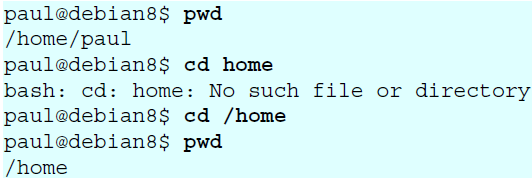 paul@debian8$ pwd
/home/paul
paul@debian8$ cd home
bash: cd: home: No such file or directory
paul@debian8$ cd /home
paul@debian8$ pwd
/home